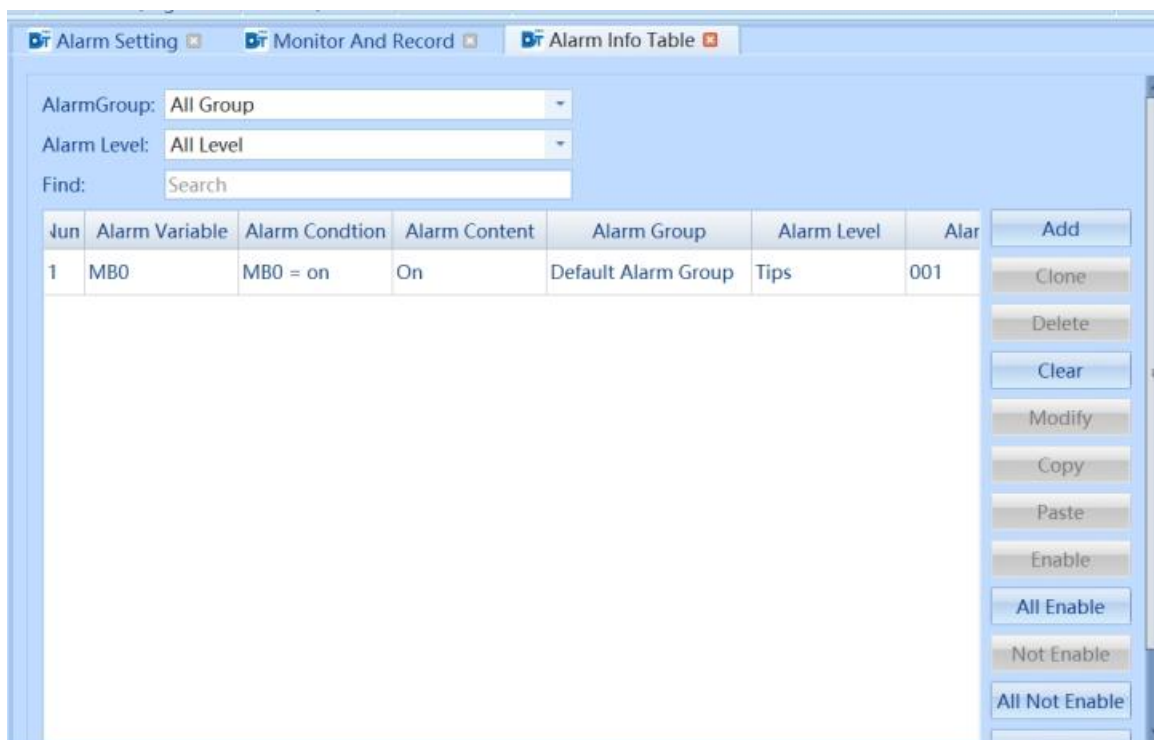 Alarm Setting Monitor And Record Alarm Info Table
AlarmGroup: All Group
Alarm Level: All Level
Find: Search
Alarm Variable Alarm Condtion Alarm Content Alarm Group Alarm Level Alar
1 MB0 MB0 = on On Default Alarm Group Tips 001
Add
Clone
Delete
Clear
Modify
Copy
Paste
Enable
All Enable
Not Enable
All Not Enable